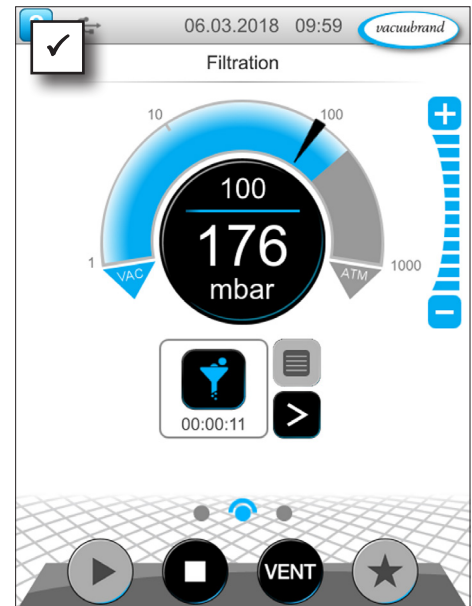 06.03.2018 09:59
vacuubrand
Filtration
10
100
1
1000
VAC
ATM
100
176
mbar
00:00:11
VENT